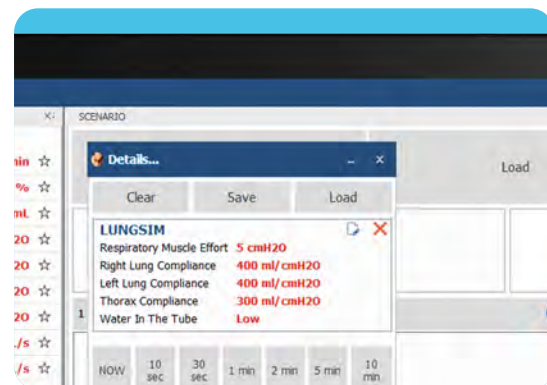 SCENARIO
Details...
Load
Clear Save Load
LUNGSIM
Respiratory Muscle Effort 5 cmH2O
Right Lung Compliance 400 ml/cmH2O
Left Lung Compliance 400 ml/cmH2O
Thorax Compliance 300 ml/cmH2O
Water In The Tube Low
%
mL
/s
/s
1
NOW 10 sec 30 sec 1 min 2 min 5 min 10 min